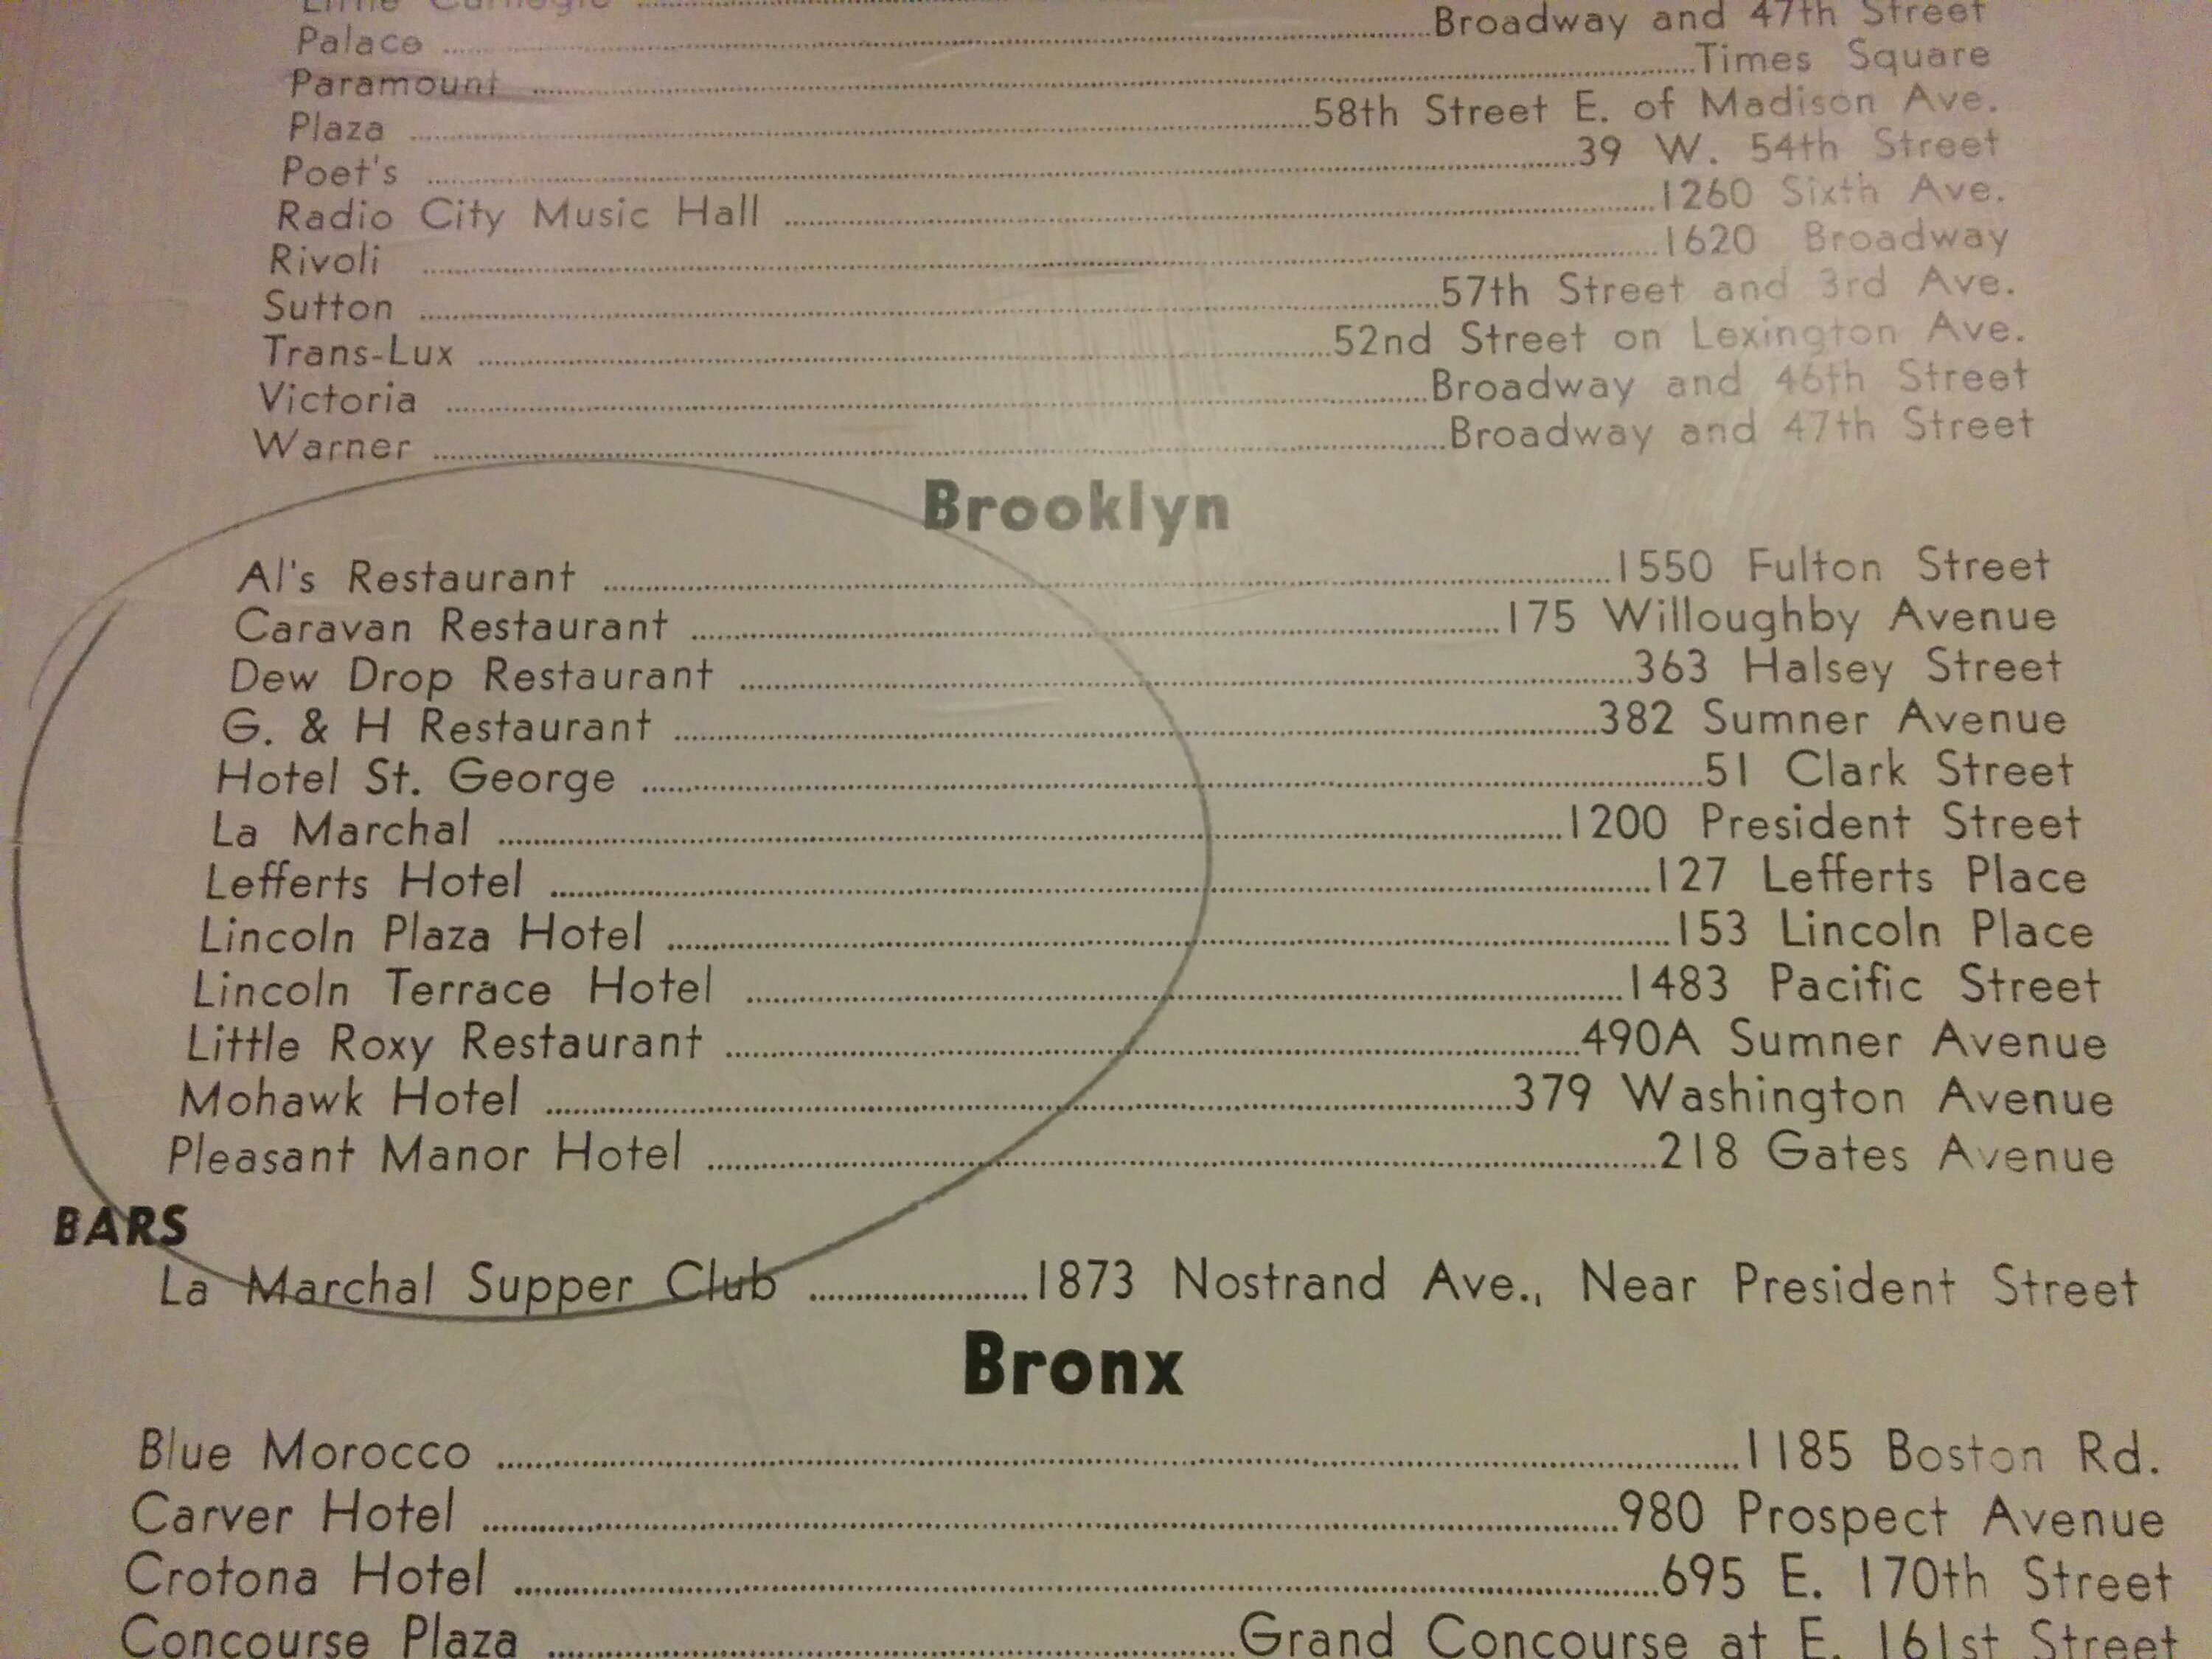 Little Carnegie
Palace ........ Broadway and 47th Street
Paramount ........ Times Square
Plaza ........ 58th Street E. of Madison Ave.
Poet's ........ 39 W. 54th Street
Radio City Music Hall ........ 1260 Sixth Ave.
Rivoli ........ 1620 Broadway
Sutton ........ 57th Street and 3rd Ave.
Trans-Lux ........ 52nd Street on Lexington Ave.
Victoria ........ Broadway and 46th Street
Warner ........ Broadway and 47th Street
Brooklyn
Al's Restaurant ........ 1550 Fulton Street
Caravan Restaurant ........ 175 Willoughby Avenue
Dew Drop Restaurant ........ 363 Halsey Street
G. & H Restaurant ........ 382 Sumner Avenue
Hotel St. George ........ 51 Clark Street
La Marchal ........ 1200 President Street
Lefferts Hotel ........ 127 Lefferts Place
Lincoln Plaza Hotel ........ 153 Lincoln Place
Lincoln Terrace Hotel ........ 1483 Pacific Street
Little Roxy Restaurant ........ 490A Sumner Avenue
Mohawk Hotel ........ 379 Washington Avenue
Pleasant Manor Hotel ........ 218 Gates Avenue
BARS
La Marchal Supper Club ........ 1873 Nostrand Ave., Near President Street
Bronx
Blue Morocco ........ 1185 Boston Rd.
Carver Hotel ........ 980 Prospect Avenue
Crotona Hotel ........ 695 E. 170th Street
Concourse Plaza ........ Grand Concourse at E. 161st Street